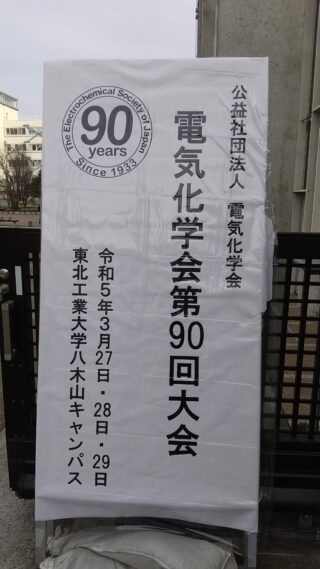 The Electrochemical Society of Japan
90
years
Since 1933
公益社団法人 電気化学会
電気化学会第90回大会
令和5年3月27日・28日・29日
東北工業大学八木山キャンパス